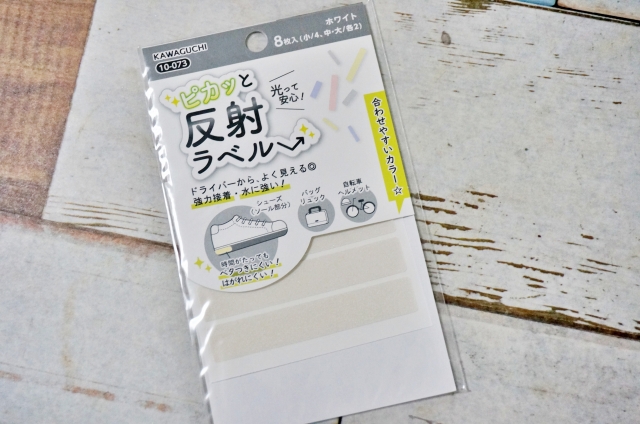 KAWAGUCHI
10-073
ホワイト
8枚入(小/4、中・大/各2)
ピカッと
反射
ラベル
光って
安心!
合わせやすいカラー☆
ドライバーから、よく見える◎
強力接着・水に強い!
シューズ
(ソール部分)
バッグ
リュック
自転車
ヘルメット
時間がたっても
ベタつきにくい!
はがれにくい!